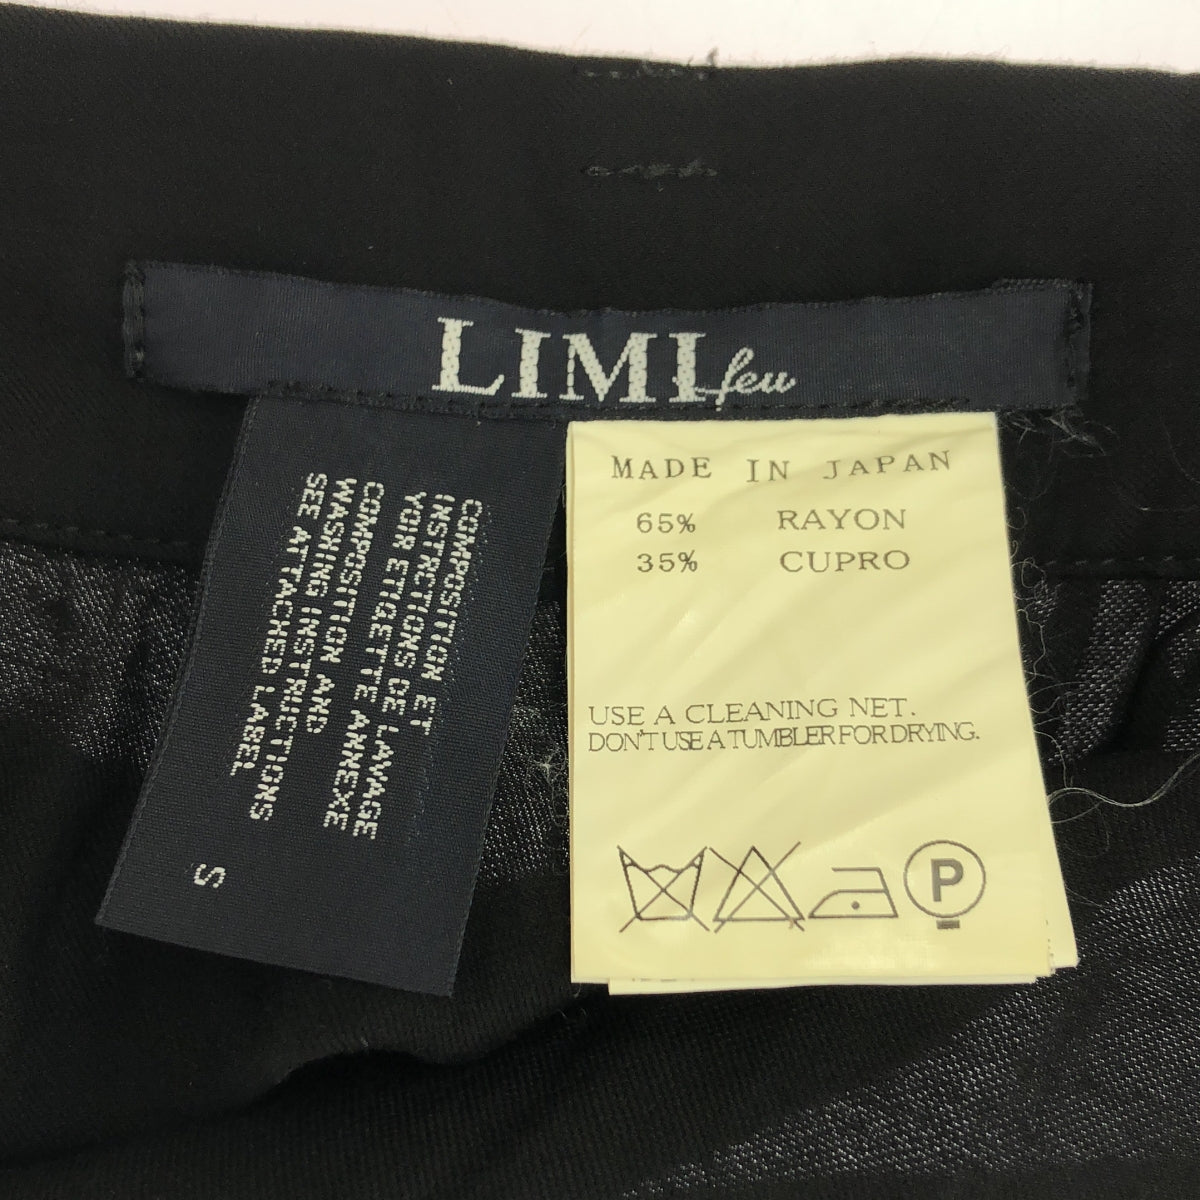 LIMI feu
COMPOSITION ET
INSTRCTIONS DE LAVAGE
YOIR ETIQETTE ANNEXE
COMPOSITION AND
WASHING INSTRUCTIONS
SEE ATTACHED LABEL
S
MADE IN JAPAN
65% RAYON
35% CUPRO
USE A CLEANING NET.
DON'T USE A TUMBLER FOR DRYING.
P